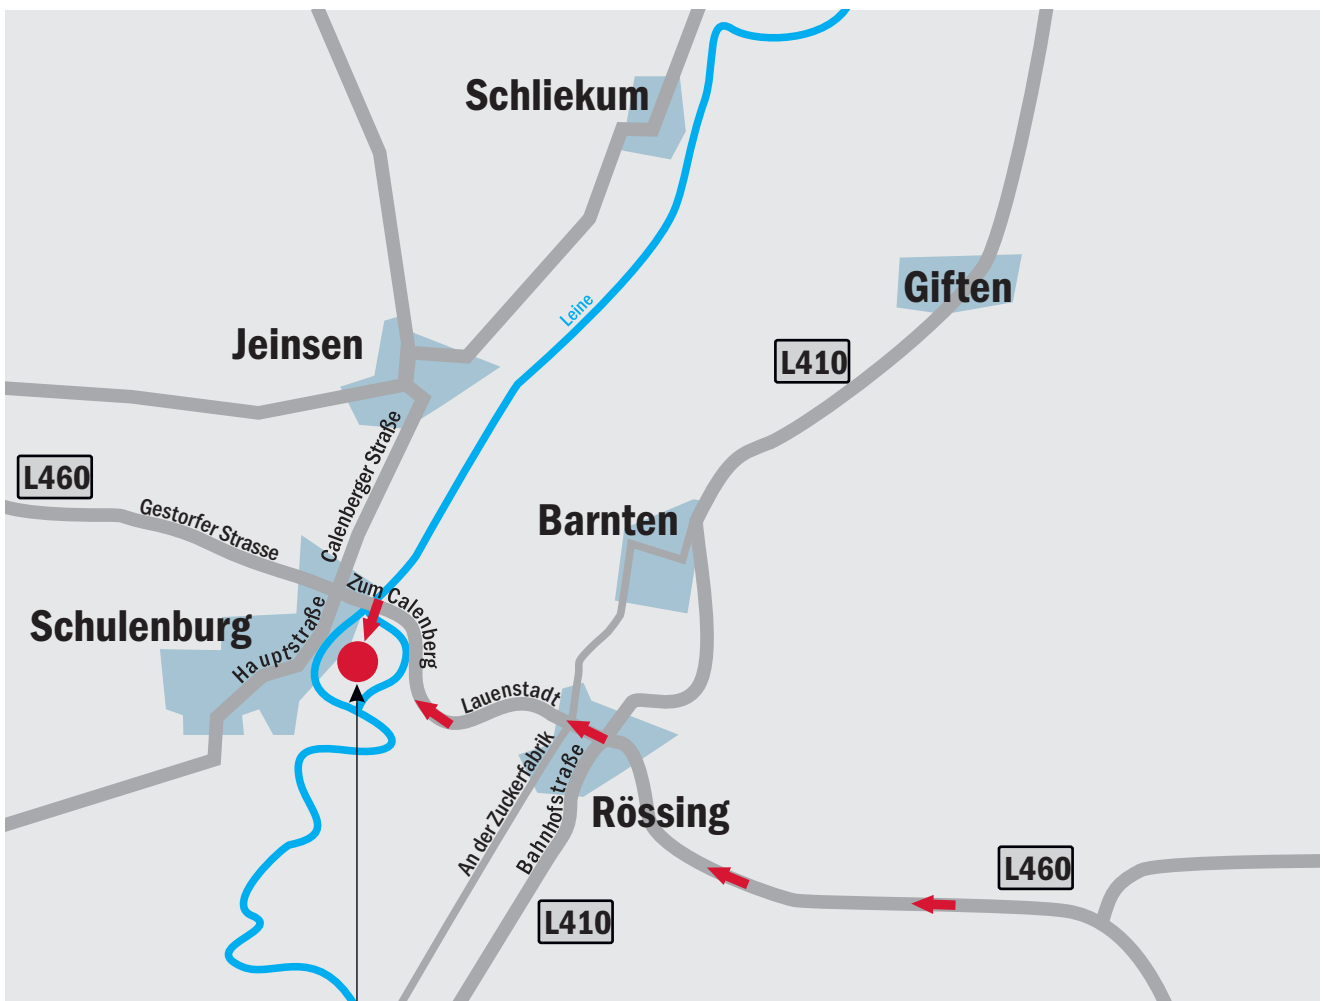 Schliekum
Giften
Leine
Jeinsen
L410
Calenberger Straße
L460
Gestorfer Strasse
Barnten
Zum Calenberg
Schulenburg
Hauptstraße
Lauenstadt
An der Zuckerfabrik
Bahnhofstraße
Rössing
L460
L410